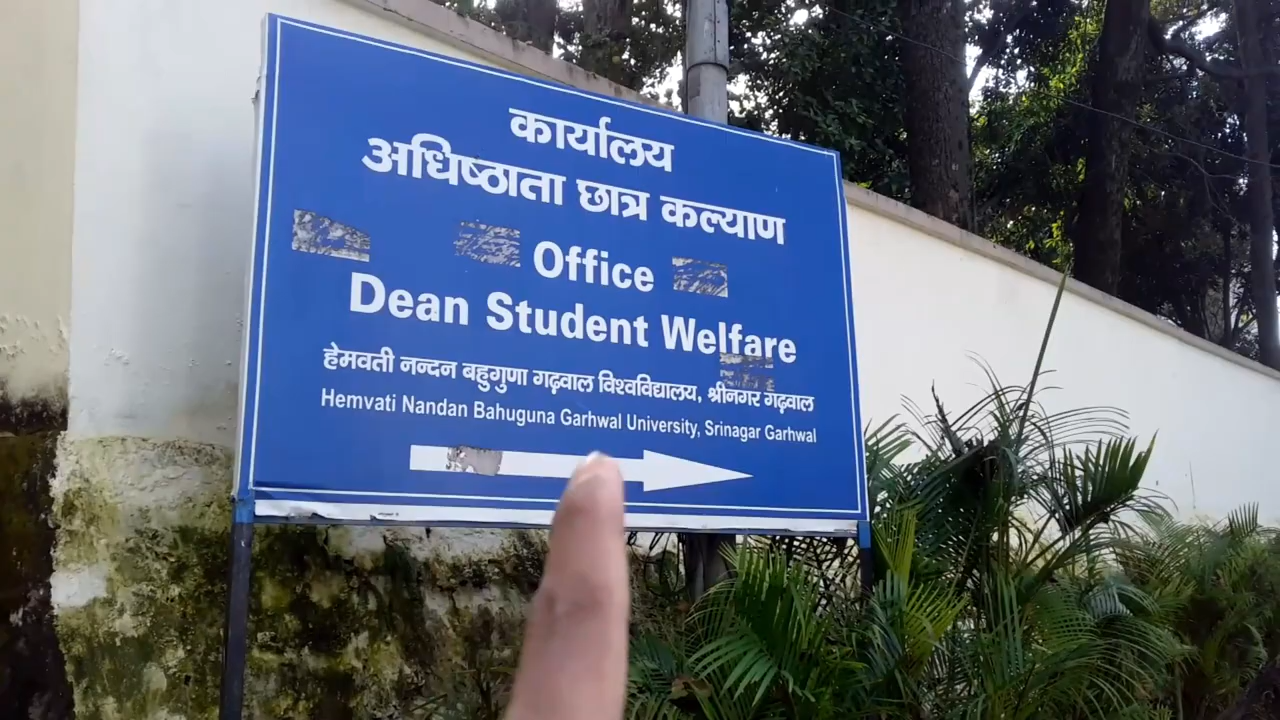 कार्यालय
अधिष्ठाता छात्र कल्याण
Office
Dean Student Welfare
हेमवती नन्दन बहुगुणा गढ़वाल विश्वविद्यालय, श्रीनगर गढ़वाल
Hemvati Nandan Bahuguna Garhwal University, Srinagar Garhwal